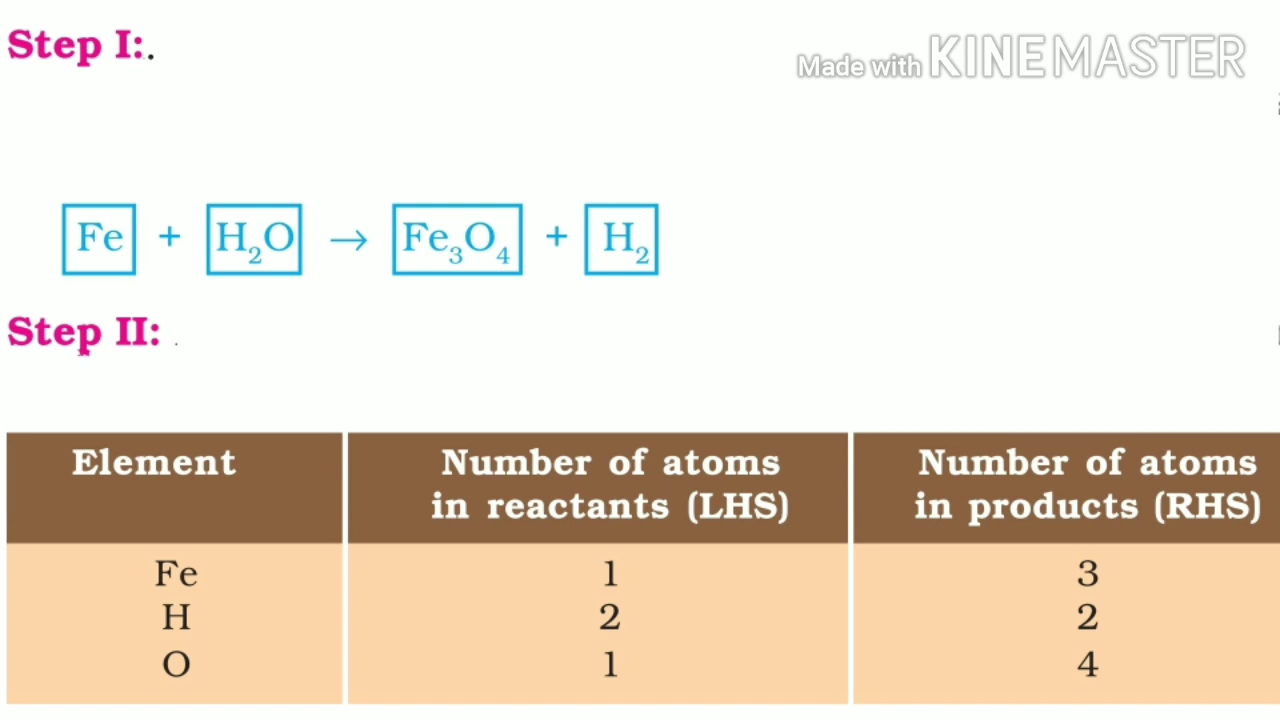 Step I:.
Made with KINEMASTER
Fe + H₂O → Fe₃O₄ + H₂
Step II: .
Element Number of atoms in reactants (LHS) Number of atoms in products (RHS)
Fe 1 3
H 2 2
O 1 4